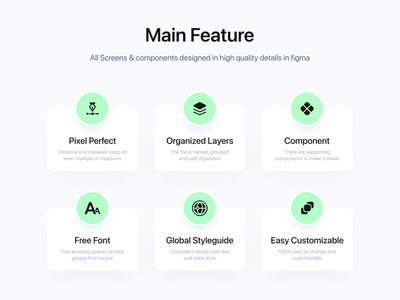 Main Feature
All Screens & components designed in high quality details in figma
Pixel Perfect
Distance and measure using on
even multiple of measures
Organized Layers
The file is named, grouped
and well organized
Component
There are supporting
components to make it easier
Free Font
Free amazing spaces protest
google font source
Global Styleguide
Consistent design with text
and color style
Easy Customizable
100% easy to change and
customizable